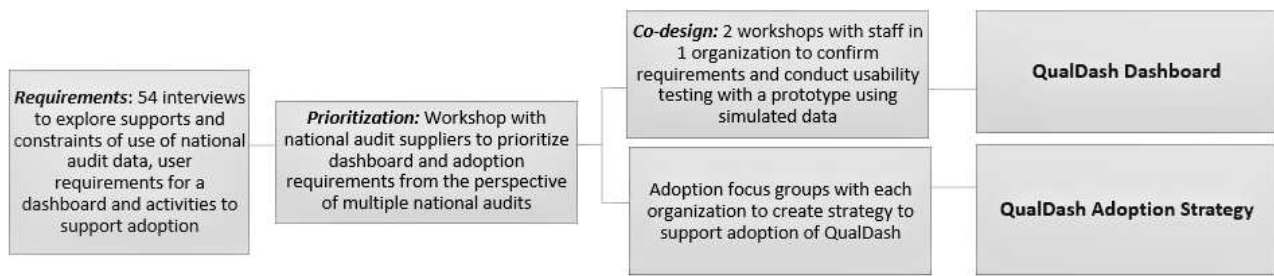 Requirements: 54 interviews
to explore supports and
constraints of use of national
audit data, user
requirements for a
dashboard and activities to
support adoption
Prioritization: Workshop with
national audit suppliers to prioritize
dashboard and adoption
requirements from the perspective
of multiple national audits
Co-design: 2 workshops with staff in
1 organization to confirm
requirements and conduct usability
testing with a prototype using
simulated data
Adoption focus groups with each
organization to create strategy to
support adoption of QualDash
QualDash Dashboard
QualDash Adoption Strategy